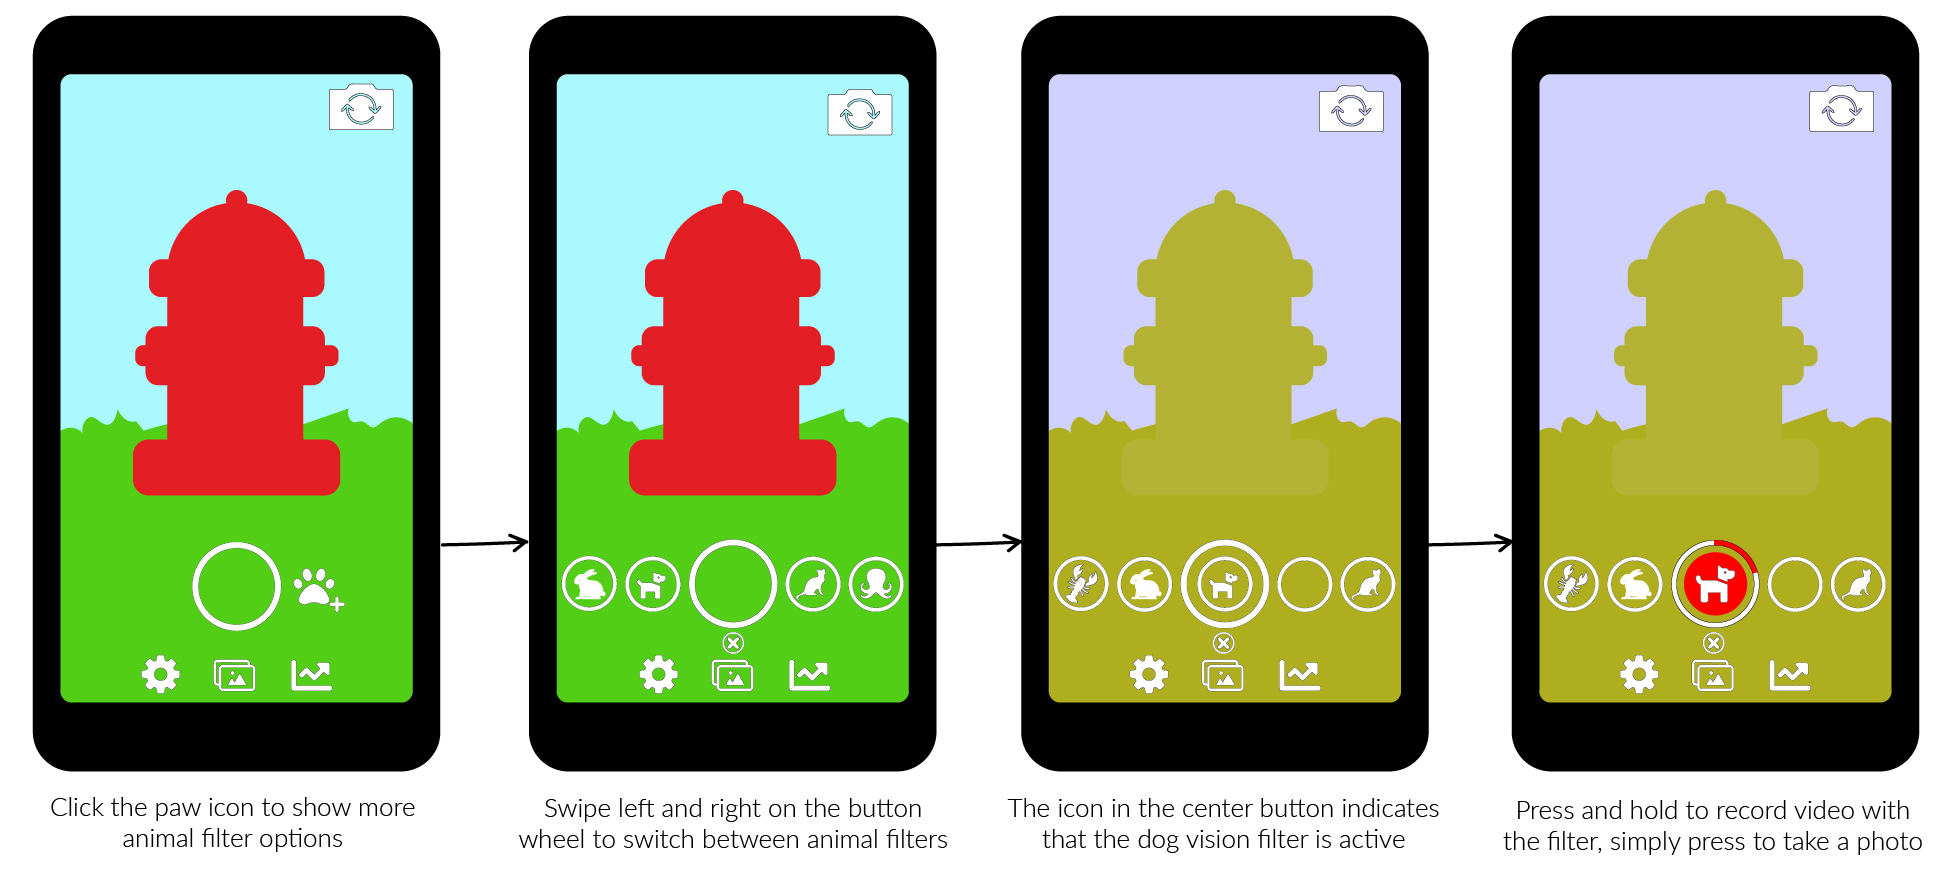 Click the paw icon to show more
animal filter options
Swipe left and right on the button
wheel to switch between animal filters
The icon in the center button indicates
that the dog vision filter is active
Press and hold to record video with
the filter, simply press to take a photo